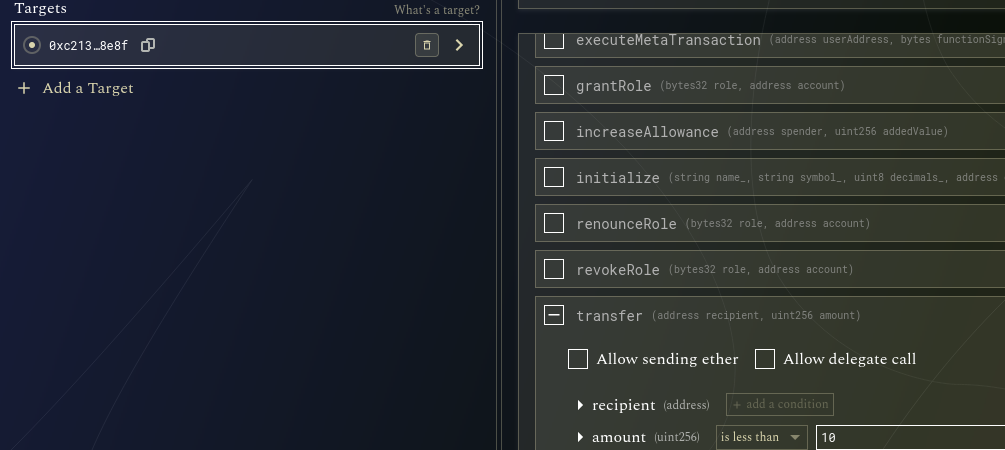 Targets
What's a target?
0xc213…8e8f
+ Add a Target
executeMetaTransaction (address userAddress, bytes
grantRole (bytes32 role, address account)
increaseAllowance (address spender, uint256 addedValue)
initialize (string name_, string symbol_, uint8 decimals_, address
renounceRole (bytes32 role, address account)
revokeRole (bytes32 role, address account)
transfer (address recipient, uint256 amount)
Allow sending ether Allow delegate call
recipient (address) + add a condition
amount (uint256) is less than 10